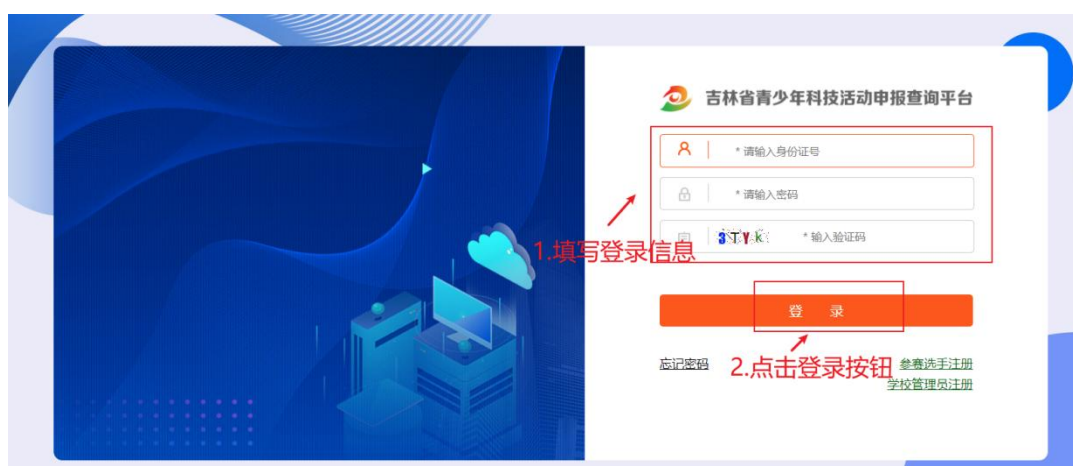 吉林省青少年科技活动申报查询平台
* 请输入身份证号
* 请输入密码
3TYk * 输入验证码
1.填写登录信息
登 录
忘记密码 2.点击登录按钮 参赛选手注册
学校管理员注册